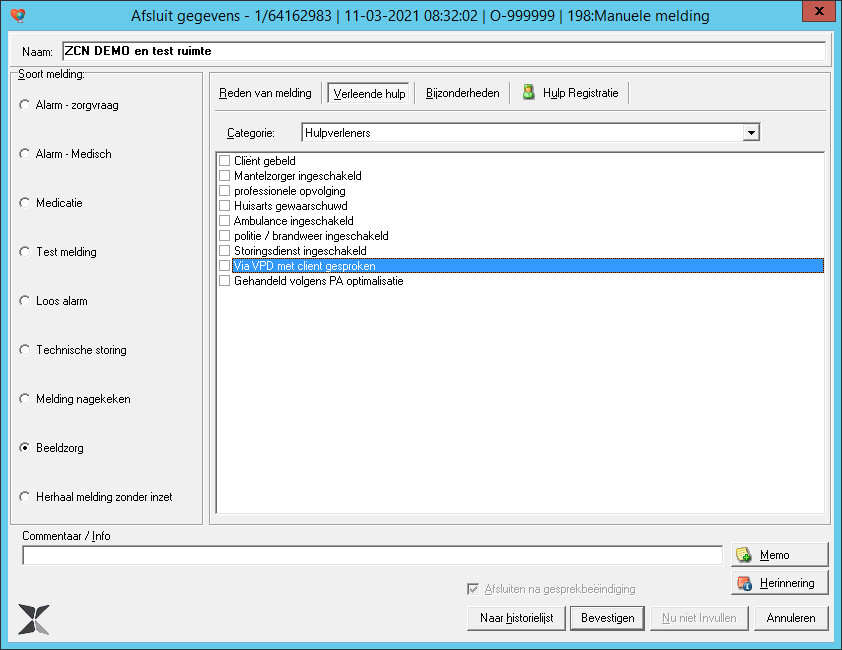 Afsluit gegevens - 1/64162983 | 11-03-2021 08:32:02 | O-999999 | 198:Manuele melding
x
Naam: ZCN DEMO en test ruimte
Soort melding:
Alarm - zorgvraag
Alarm - Medisch
Medicatie
Test melding
Loos alarm
Technische storing
Melding nagekeken
Beeldzorg
Herhaal melding zonder inzet
Reden van melding Verleende hulp Bijzonderheden Hulp Registratie
Categorie: Hulpverleners
Cliënt gebeld
Mantelzorger ingeschakeld
professionele opvolging
Huisarts gewaarschuwd
Ambulance ingeschakeld
politie / brandweer ingeschakeld
Storingsdienst ingeschakeld
Via VPD met client gesproken
Gehandeld volgens PA optimalisatie
Commentaar / Info
Memo
Herinnering
Afsluiten na gesprekbeëindiging
Naar historielijst Bevestigen Nu niet Invullen Annuleren